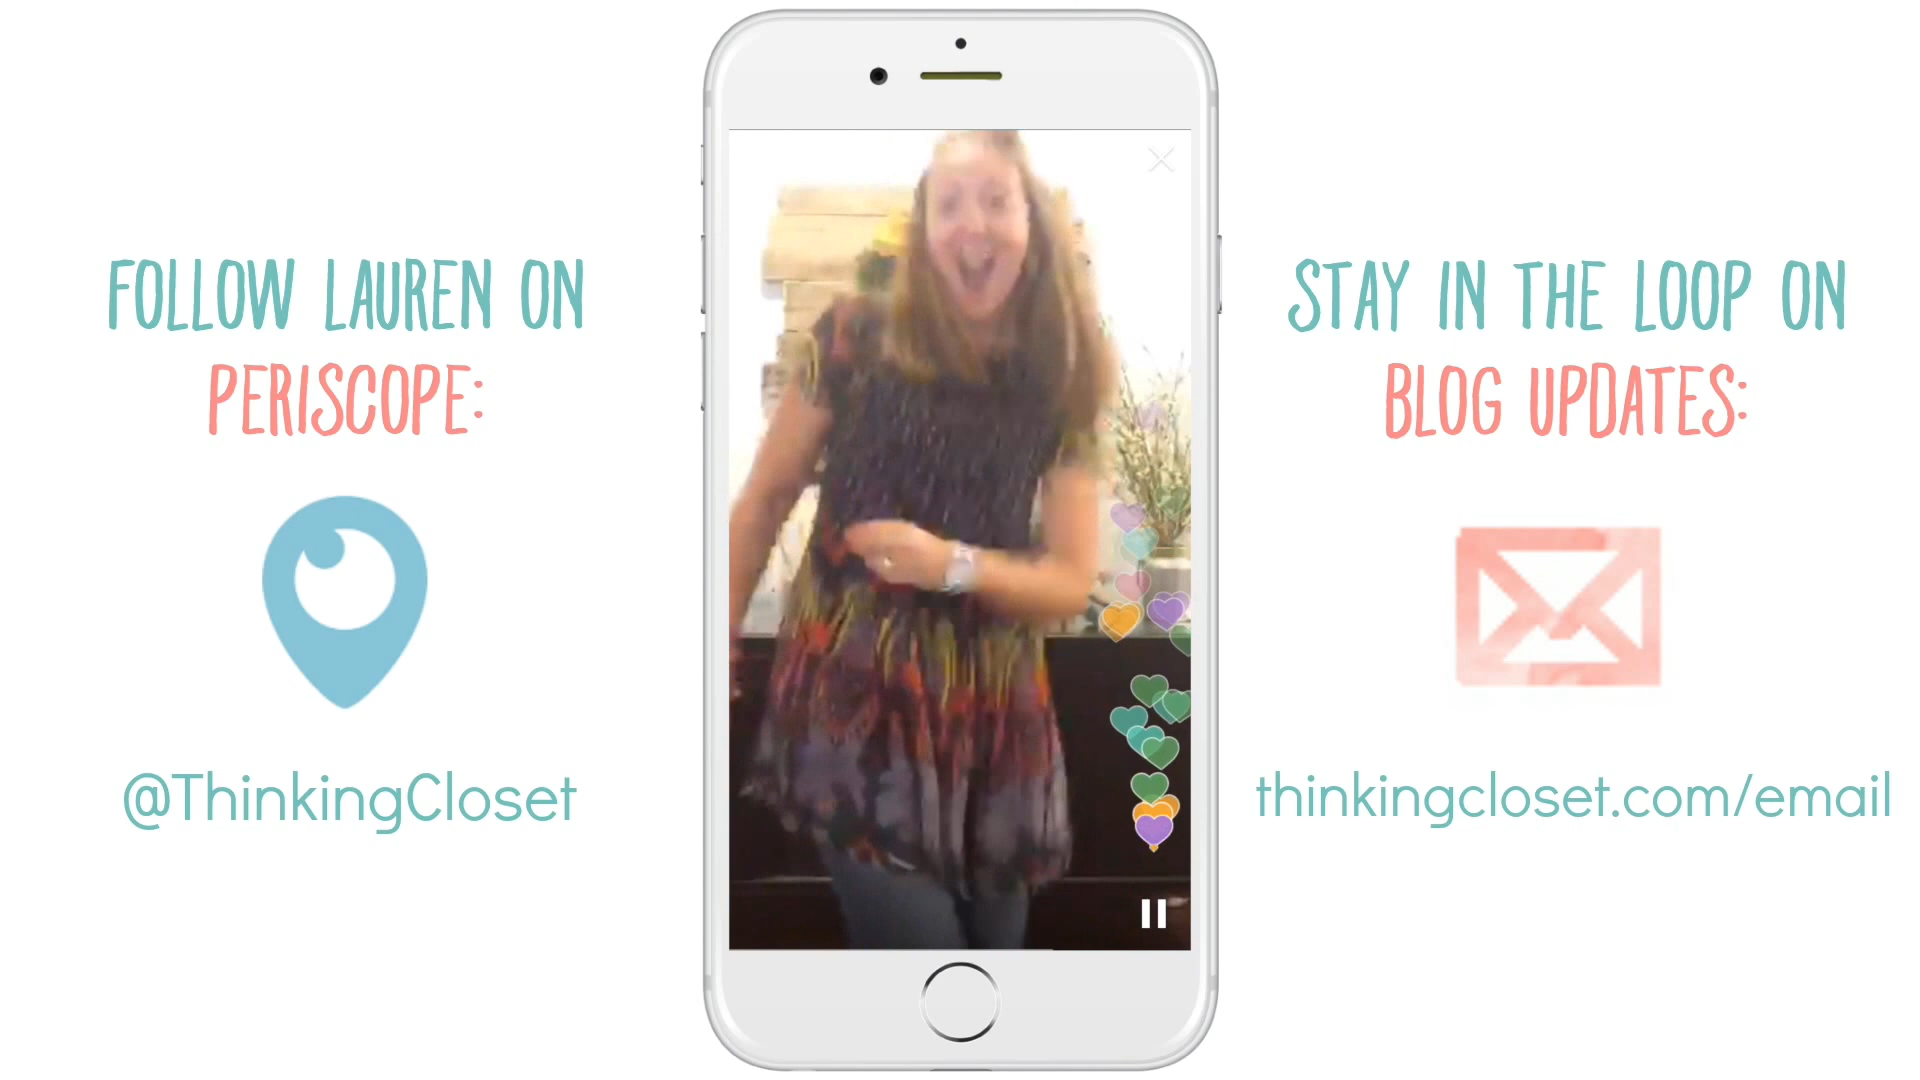 FOLLOW LAUREN ON
PERISCOPE:
@ThinkingCloset
STAY IN THE LOOP ON
BLOG UPDATES:
thinkingcloset.com/email